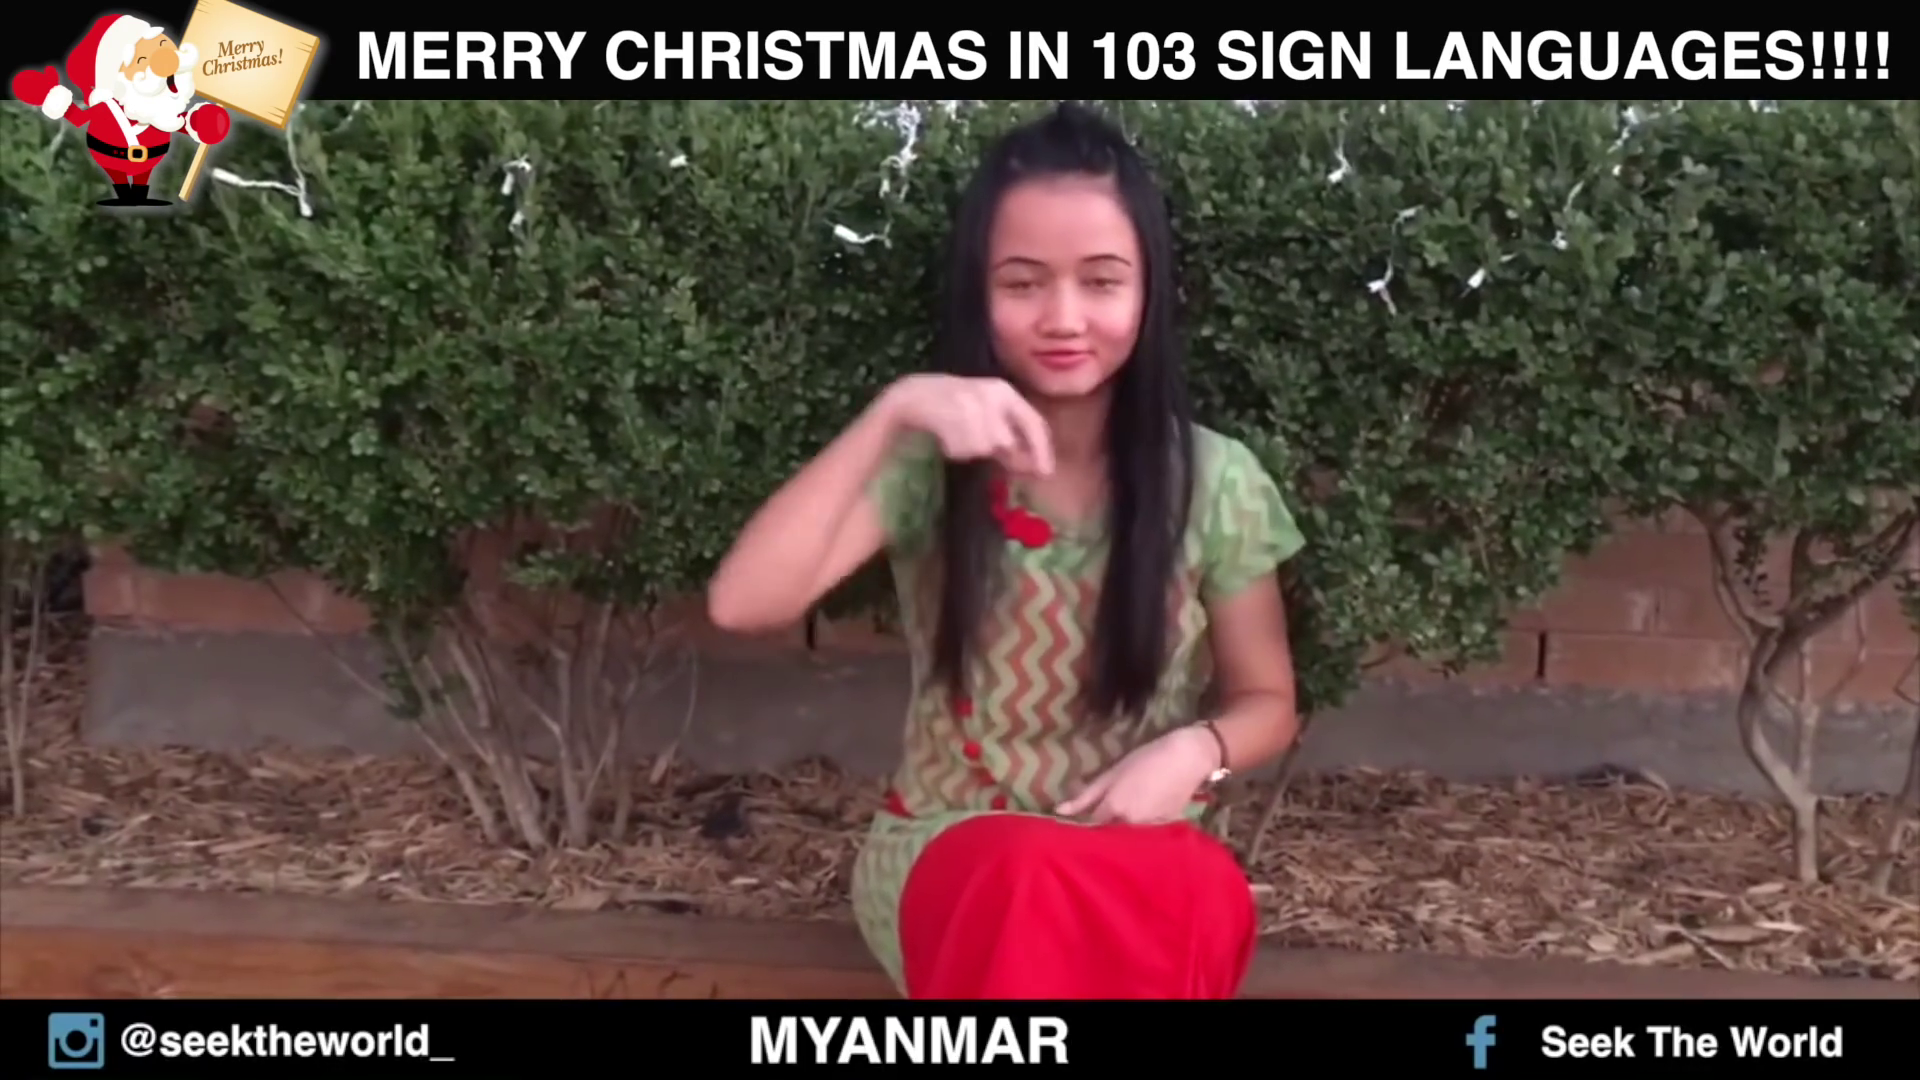 Merry
Christmas!
MERRY CHRISTMAS IN 103 SIGN LANGUAGES!!!!
@seektheworld_
MYANMAR
Seek The World